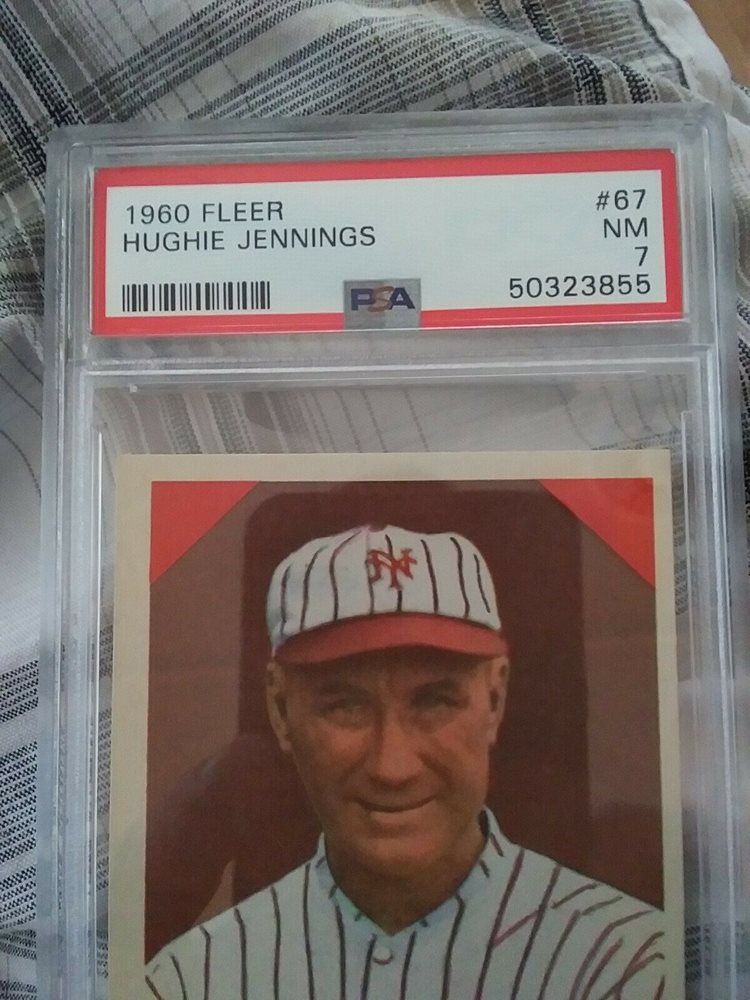 1960 FLEER #67
HUGHIE JENNINGS NM
7
PSA 50323855
NY